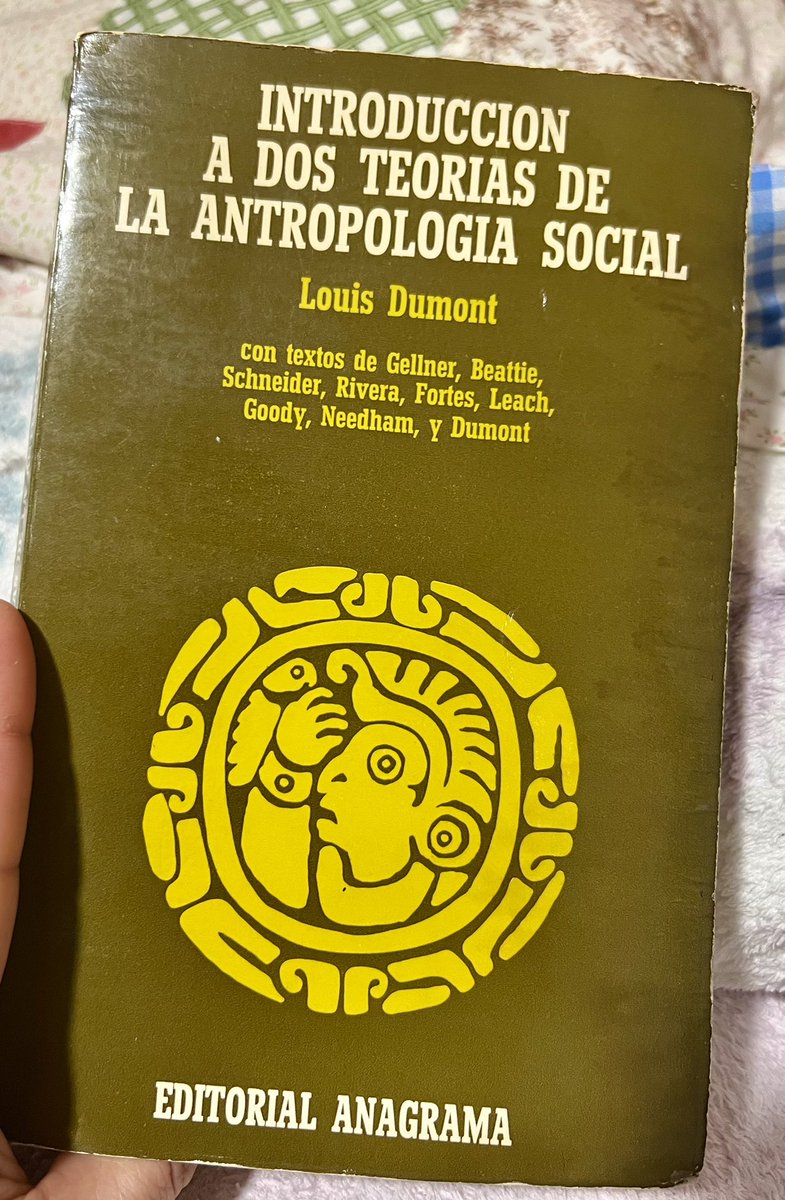 INTRODUCCION
A DOS TEORIAS DE
LA ANTROPOLOGIA SOCIAL
Louis Dumont
con textos de Gellner, Beattie,
Schneider, Rivera, Fortes, Leach,
Goody, Needham, y Dumont
EDITORIAL ANAGRAMA